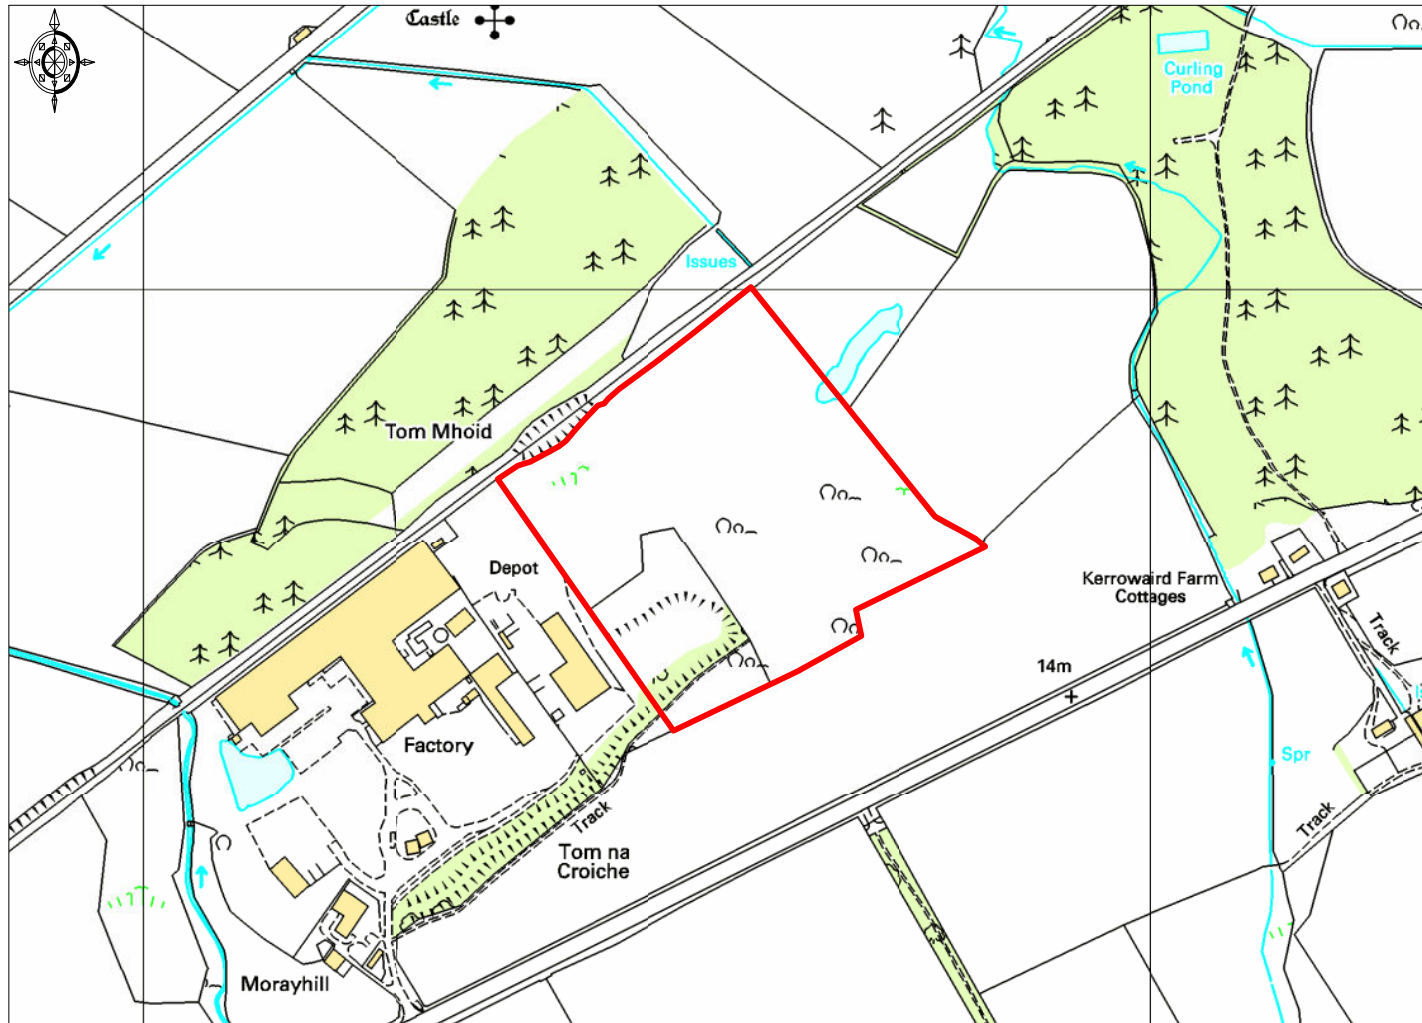 Castle
Curling
Pond
Issues
Tom Mhoid
Depot
Kerrowaird Farm
Cottages
Track
14m
Factory
Spr
Track
Track
Tom na
Croiche
Morayhill